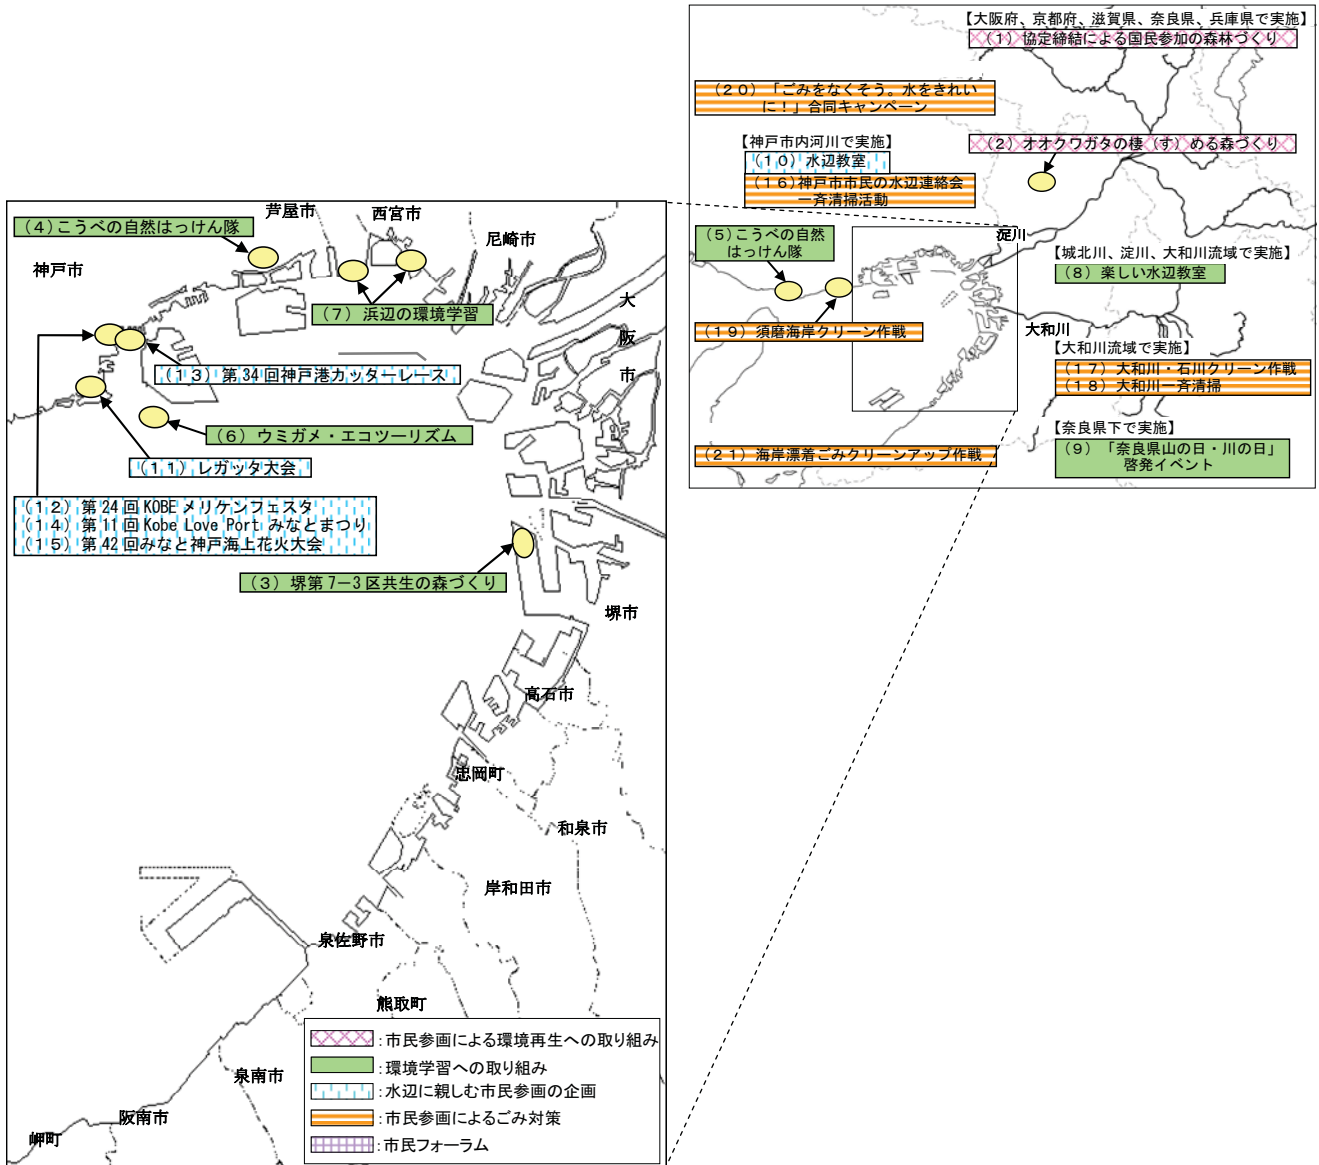 【大阪府、京都府、滋賀県、奈良県、兵庫県で実施】
(1) 協定締結による国民参加の森林づくり
(20) 「ごみをなくそう。水をきれい
に！」合同キャンペーン
(2) オオクワガタの棲（す）める森づくり
【神戸市内河川で実施】
(10) 水辺教室
(16)神戸市市民の水辺連絡会
一斉清掃活動
(5)こうべの自然
はっけん隊
淀川
【城北川、淀川、大和川流域で実施】
(8) 楽しい水辺教室
(19) 須磨海岸クリーン作戦
大和川
【大和川流域で実施】
(17) 大和川・石川クリーン作戦
(18) 大和川一斉清掃
【奈良県下で実施】
(9) 「奈良県山の日・川の日」
啓発イベント
(21) 海岸漂着ごみクリーンアップ作戦
芦屋市
西宮市
(4)こうべの自然はっけん隊
尼崎市
神戸市
(7) 浜辺の環境学習
大阪市
(13) 第34回神戸港カッターレース
(6) ウミガメ・エコツーリズム
(11) レガッタ大会
(12) 第24回 KOBE メリケンフェスタ
(14) 第11回 Kobe Love Port みなとまつり
(15) 第42回みなと神戸海上花火大会
(3) 堺第7－3区共生の森づくり
堺市
高石市
忠岡町
和泉市
岸和田市
泉佐野市
熊取町
泉南市
阪南市
岬町
：市民参画による環境再生への取り組み
：環境学習への取り組み
：水辺に親しむ市民参画の企画
：市民参画によるごみ対策
：市民フォーラム